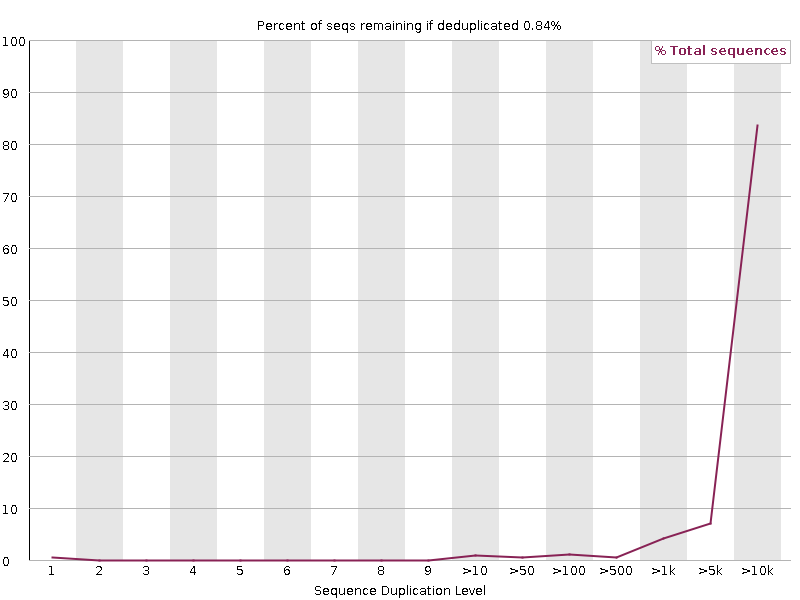 Percent of seqs remaining if deduplicated 0.84%
% Total sequences
100
90
80
70
60
50
40
30
20
10
0
1 2 3 4 5 6 7 8 9 >10 >50 >100 >500 >1k >5k >10k
Sequence Duplication Level